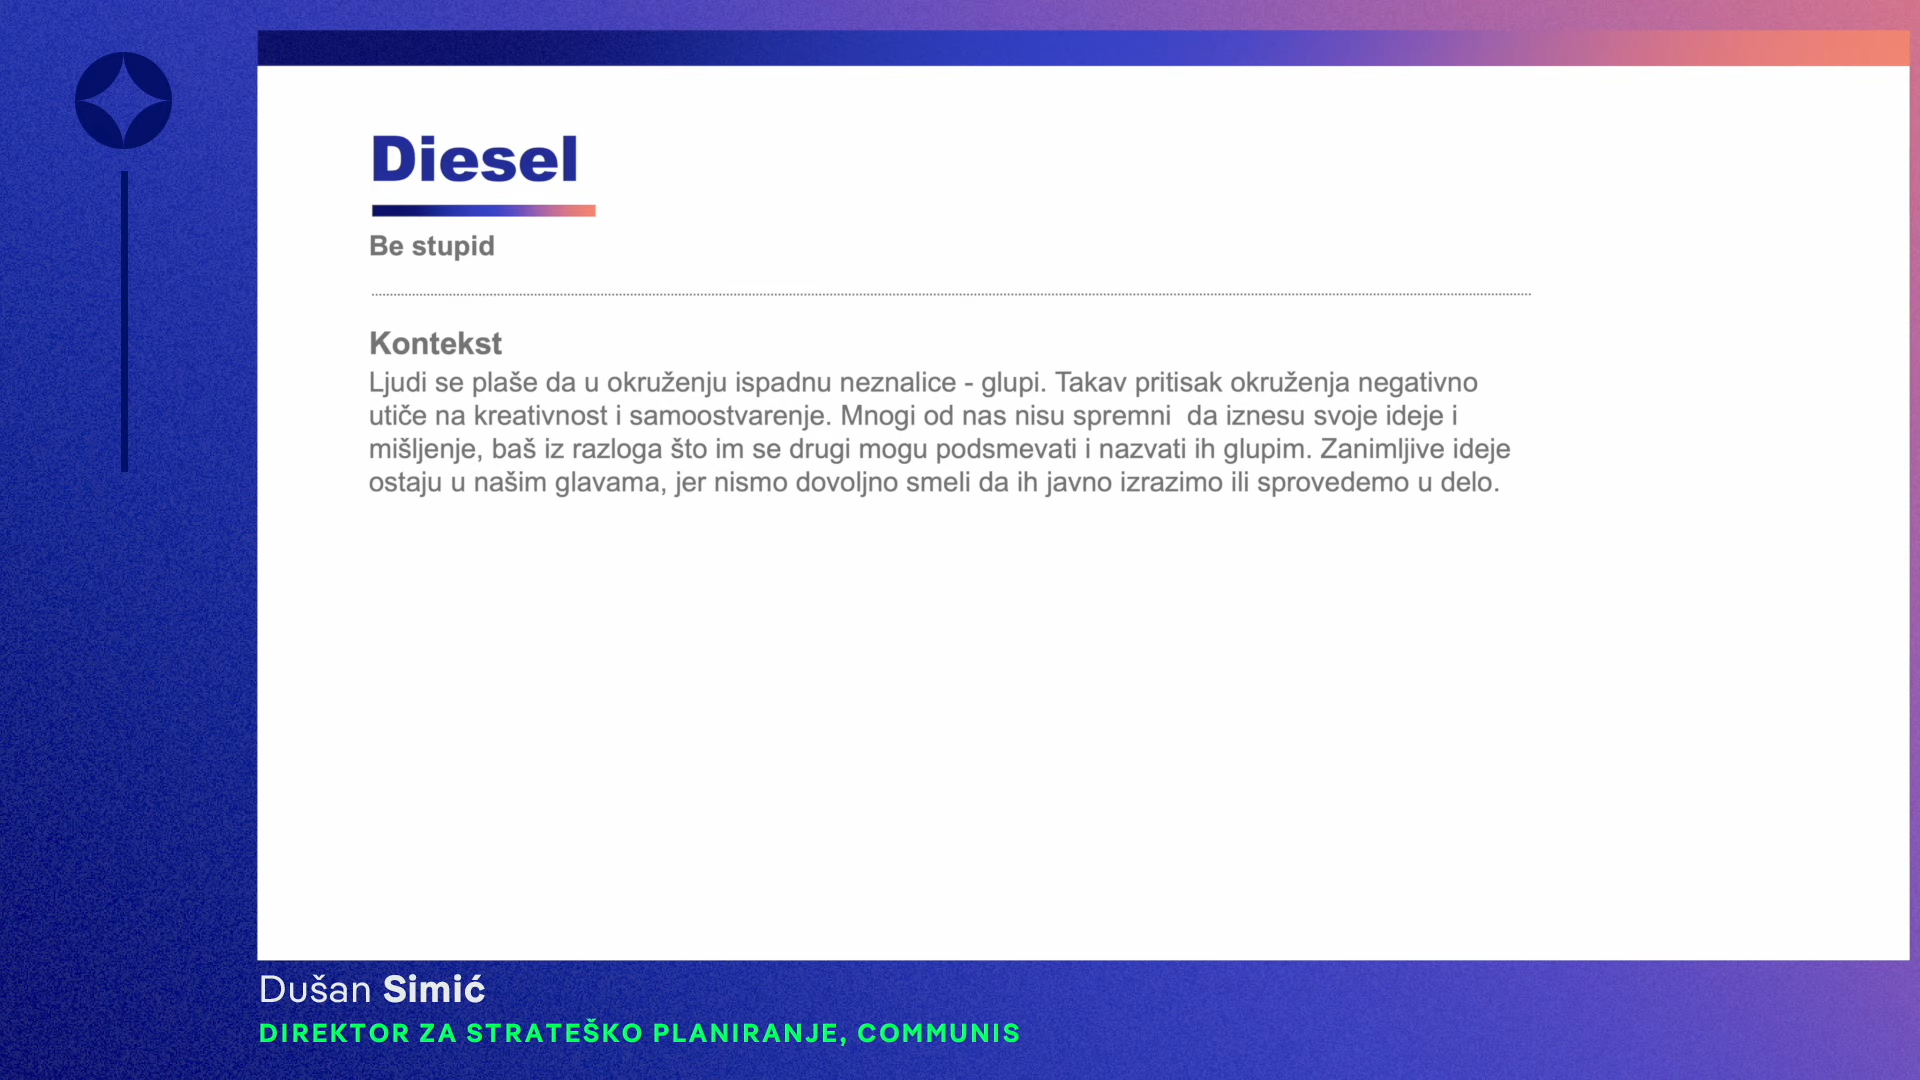 Diesel
Be stupid
Kontekst
Ljudi se plaše da u okruženju ispadnu neznalice - glupi. Takav pritisak okruženja negativno
utiče na kreativnost i samoostvarenje. Mnogi od nas nisu spremni  da iznesu svoje ideje i
mišljenje, baš iz razloga što im se drugi mogu podsmevati i nazvati ih glupim. Zanimljive ideje
ostaju u našim glavama, jer nismo dovoljno smeli da ih javno izrazimo ili sprovedemo u delo.
Dušan Simić
DIREKTOR ZA STRATEŠKO PLANIRANJE, COMMUNIS